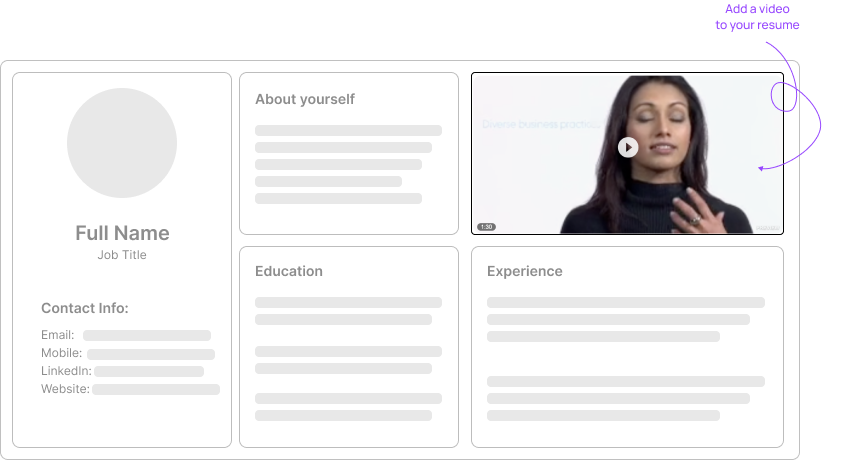 Add a video
to your resume
Full Name
Job Title
Contact Info:
Email:
Mobile:
LinkedIn:
Website:
About yourself
Diverse business practic
1:30
Education
Experience